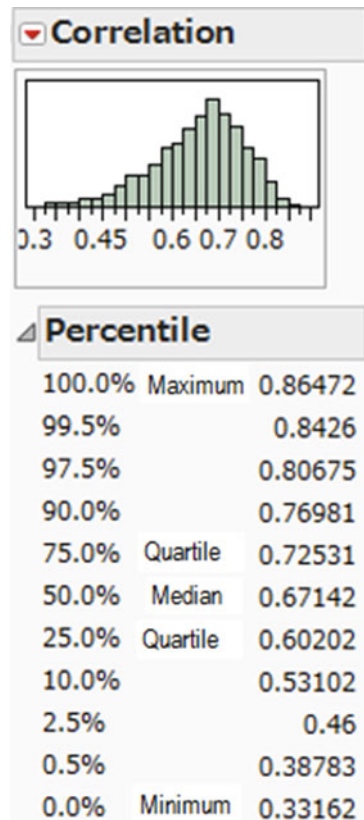 Correlation
0.3 0.45 0.6 0.7 0.8
Percentile
100.0% Maximum 0.86472
99.5% 0.8426
97.5% 0.80675
90.0% 0.76981
75.0% Quartile 0.72531
50.0% Median 0.67142
25.0% Quartile 0.60202
10.0% 0.53102
2.5% 0.46
0.5% 0.38783
0.0% Minimum 0.33162